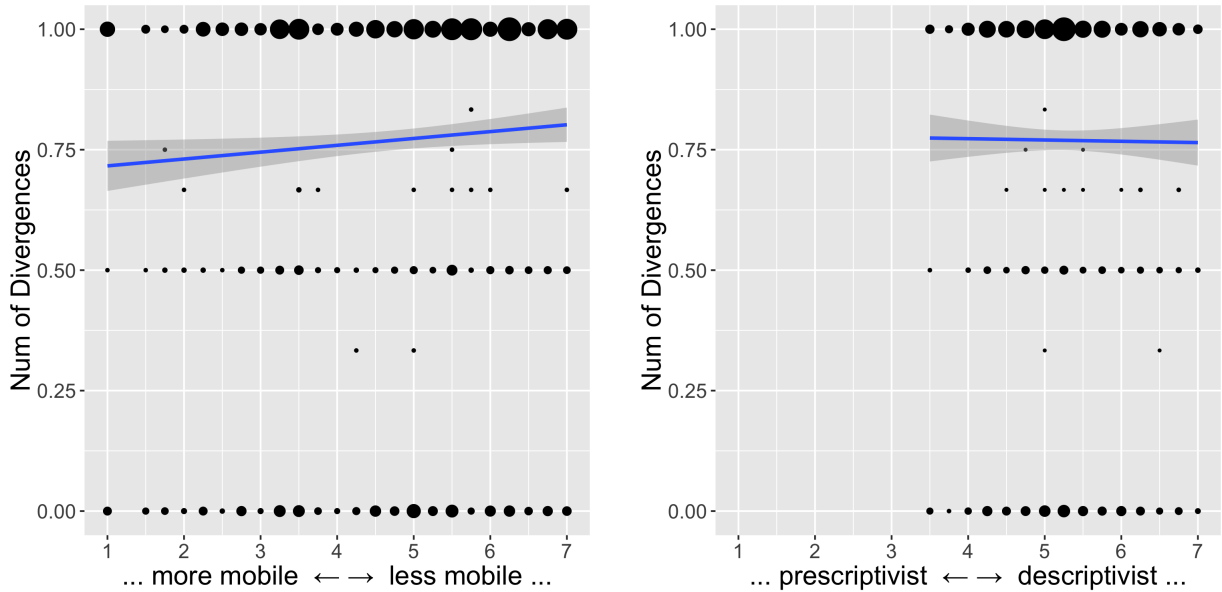 1.00
0.75
0.50
0.25
0.00
Num of Divergences
1 2 3 4 5 6 7
... more mobile ←→ less mobile ...
1.00
0.75
0.50
0.25
0.00
Num of Divergences
1 2 3 4 5 6 7
... prescriptivist ←→ descriptivist ...